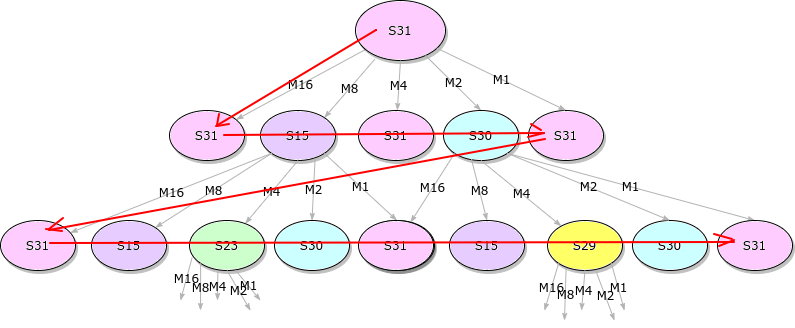 S31
M16 M8 M4 M2 M1
S31 S15 S31 S30 S31
M16 M8 M4 M2 M1 M16 M8 M4 M2 M1
S31 S15 S23 S30 S31 S15 S29 S30 S31
M16 M8 M4 M2 M1 M16 M8 M4 M2 M1